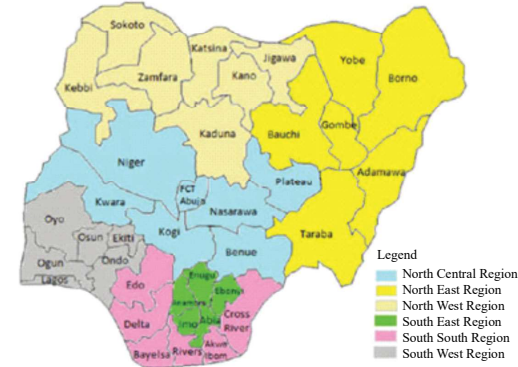 Sokoto
Katsina
Jigawa
Yobe
Borno
Kebbi
Zamfara
Kano
Kaduna
Bauchi
Gombe
Adamawa
Niger
FCT
Abuja
Plateau
Kwara
Nasarawa
Taraba
Oyo
Kogi
Benue
Osun
Ekiti
Ogun
Ondo
Lagos
Edo
Enugu
Ebonyi
Anambra
Imo
Abia
Cross
River
Delta
Bayelsa
Rivers
Akwa
Ibom
Legend
North Central Region
North East Region
North West Region
South East Region
South South Region
South West Region